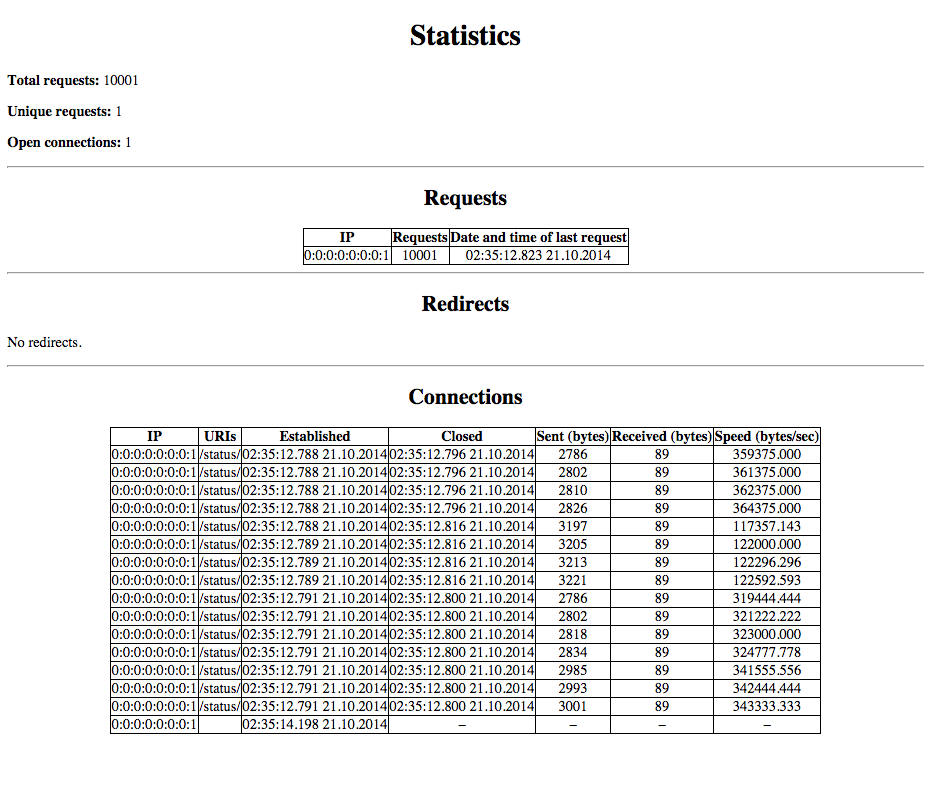 Statistics
Total requests: 10001
Unique requests: 1
Open connections: 1
Requests
IP Requests Date and time of last request
0:0:0:0:0:0:0:1 10001 02:35:12.823 21.10.2014
Redirects
No redirects.
Connections
IP URIs Established Closed Sent (bytes) Received (bytes) Speed (bytes/sec)
0:0:0:0:0:0:0:1 /status/ 02:35:12.788 21.10.2014 02:35:12.796 21.10.2014 2786 89 359375.000
0:0:0:0:0:0:0:1 /status/ 02:35:12.788 21.10.2014 02:35:12.796 21.10.2014 2802 89 361375.000
0:0:0:0:0:0:0:1 /status/ 02:35:12.788 21.10.2014 02:35:12.796 21.10.2014 2810 89 362375.000
0:0:0:0:0:0:0:1 /status/ 02:35:12.788 21.10.2014 02:35:12.796 21.10.2014 2826 89 364375.000
0:0:0:0:0:0:0:1 /status/ 02:35:12.788 21.10.2014 02:35:12.816 21.10.2014 3197 89 117357.143
0:0:0:0:0:0:0:1 /status/ 02:35:12.789 21.10.2014 02:35:12.816 21.10.2014 3205 89 122000.000
0:0:0:0:0:0:0:1 /status/ 02:35:12.789 21.10.2014 02:35:12.816 21.10.2014 3213 89 122296.296
0:0:0:0:0:0:0:1 /status/ 02:35:12.789 21.10.2014 02:35:12.816 21.10.2014 3221 89 122592.593
0:0:0:0:0:0:0:1 /status/ 02:35:12.791 21.10.2014 02:35:12.800 21.10.2014 2786 89 319444.444
0:0:0:0:0:0:0:1 /status/ 02:35:12.791 21.10.2014 02:35:12.800 21.10.2014 2802 89 321222.222
0:0:0:0:0:0:0:1 /status/ 02:35:12.791 21.10.2014 02:35:12.800 21.10.2014 2818 89 323000.000
0:0:0:0:0:0:0:1 /status/ 02:35:12.791 21.10.2014 02:35:12.800 21.10.2014 2834 89 324777.778
0:0:0:0:0:0:0:1 /status/ 02:35:12.791 21.10.2014 02:35:12.800 21.10.2014 2985 89 341555.556
0:0:0:0:0:0:0:1 /status/ 02:35:12.791 21.10.2014 02:35:12.800 21.10.2014 2993 89 342444.444
0:0:0:0:0:0:0:1 /status/ 02:35:12.791 21.10.2014 02:35:12.800 21.10.2014 3001 89 343333.333
0:0:0:0:0:0:0:1 02:35:14.198 21.10.2014 – – – –